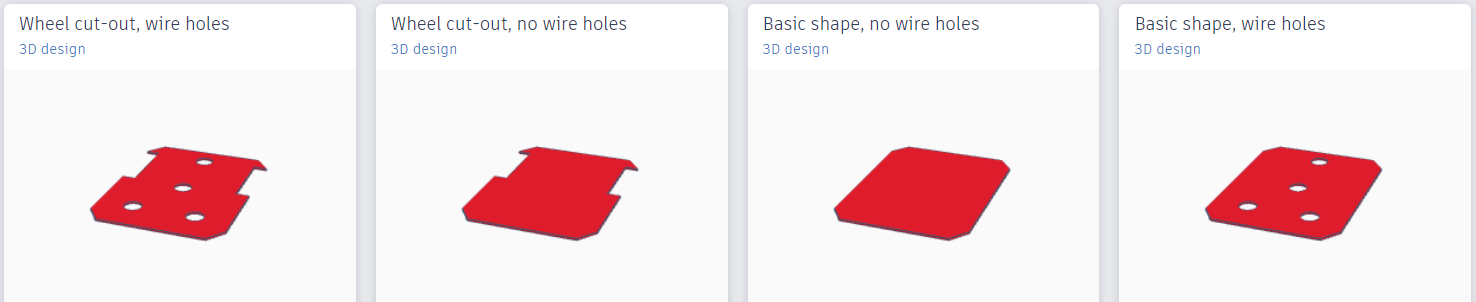 Wheel cut-out, wire holes
3D design
Wheel cut-out, no wire holes
3D design
Basic shape, no wire holes
3D design
Basic shape, wire holes
3D design